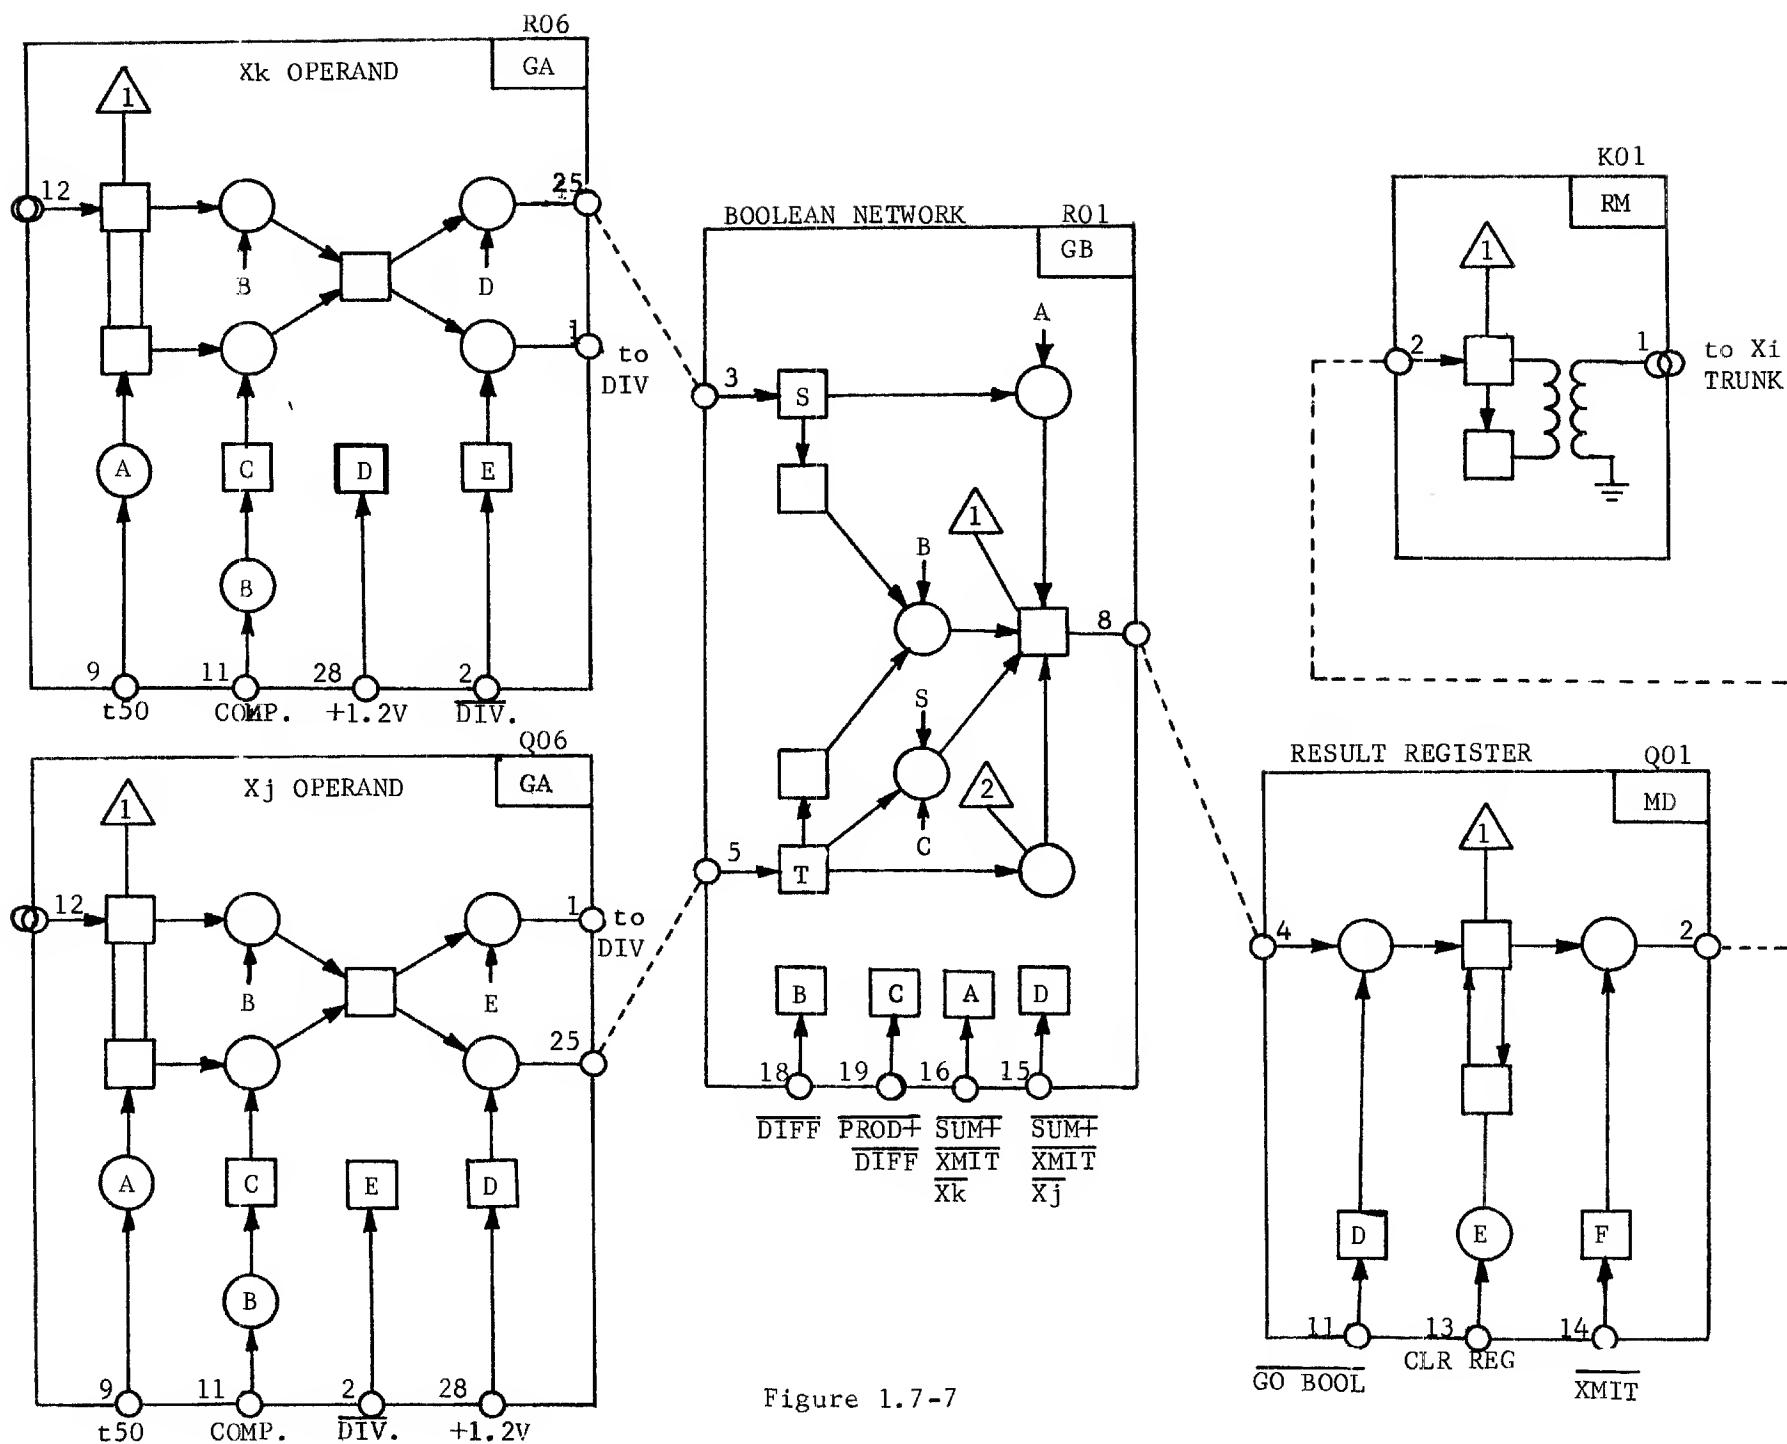 R06
Xk OPERAND
GA
1
12
25
B
D
1
to
DIV
A
C
D
E
B
9
11
28
2
t50
COMP.
+1.2V
DIV.
Q06
Xj OPERAND
GA
1
12
1
to
DIV
B
E
25
A
C
E
D
B
9
11
2
28
t50
COMP.
DIV.
+1.2V
BOOLEAN NETWORK
R01
GB
A
3
S
1
B
8
S
2
5
T
C
B
C
A
D
18
19
16
15
DIFF
PROD+
DIFF
SUM+
XMIT
Xk
SUM+
XMIT
Xj
K01
RM
1
2
1
to Xi
TRUNK
RESULT REGISTER
Q01
MD
1
4
2
D
E
F
11
13
14
GO BOOL
CLR REG
XMIT
Figure 1.7-7